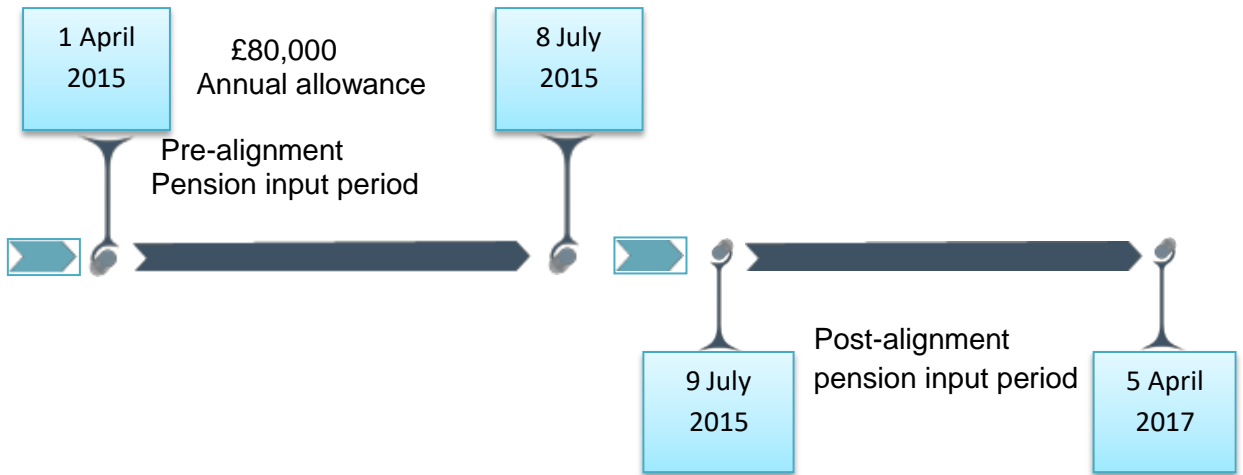 1 April
2015
£80,000
Annual allowance
8 July
2015
Pre-alignment
Pension input period
9 July
2015
Post-alignment
pension input period
5 April
2017